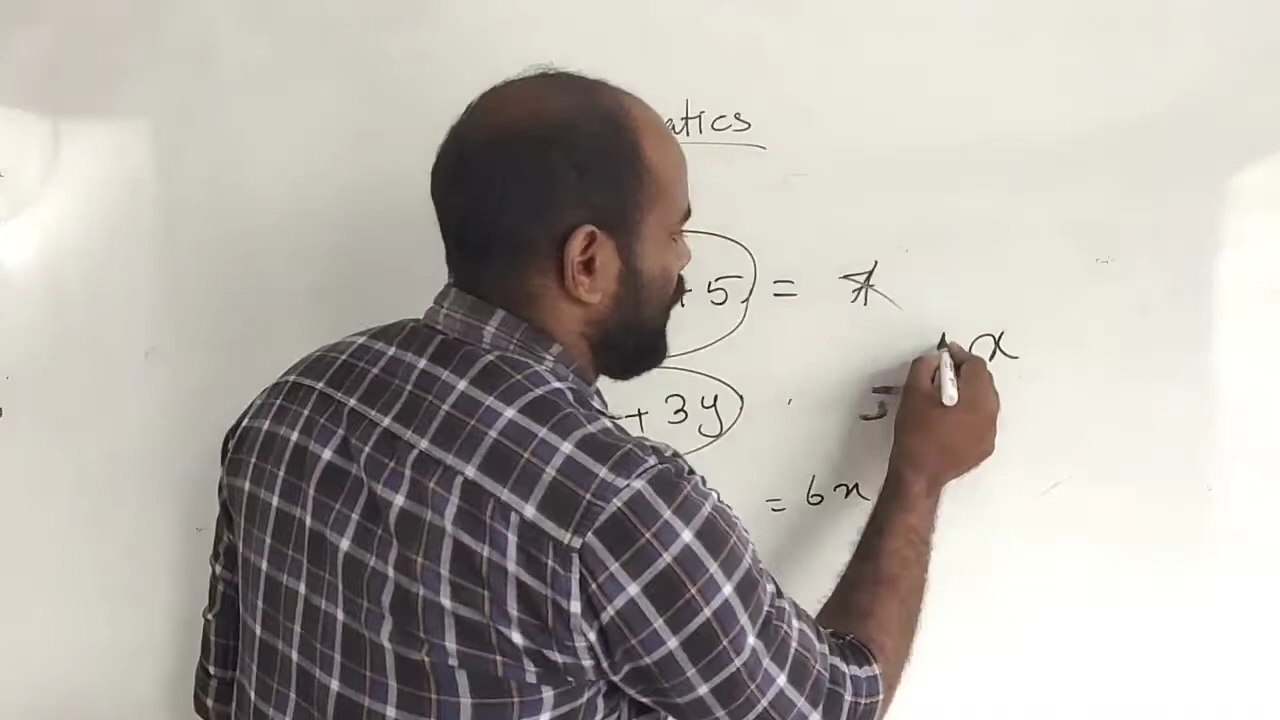 atics
+ 5 =
x
+ 3y
= 6x